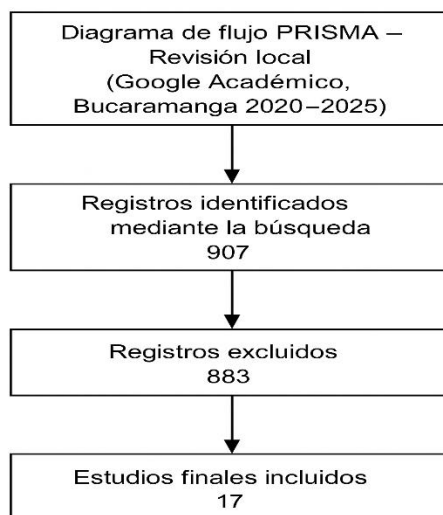 Diagrama de flujo PRISMA –
Revisión local
(Google Académico,
Bucaramanga 2020–2025)
Registros identificados
mediante la búsqueda
907
Registros excluidos
883
Estudios finales incluidos
17